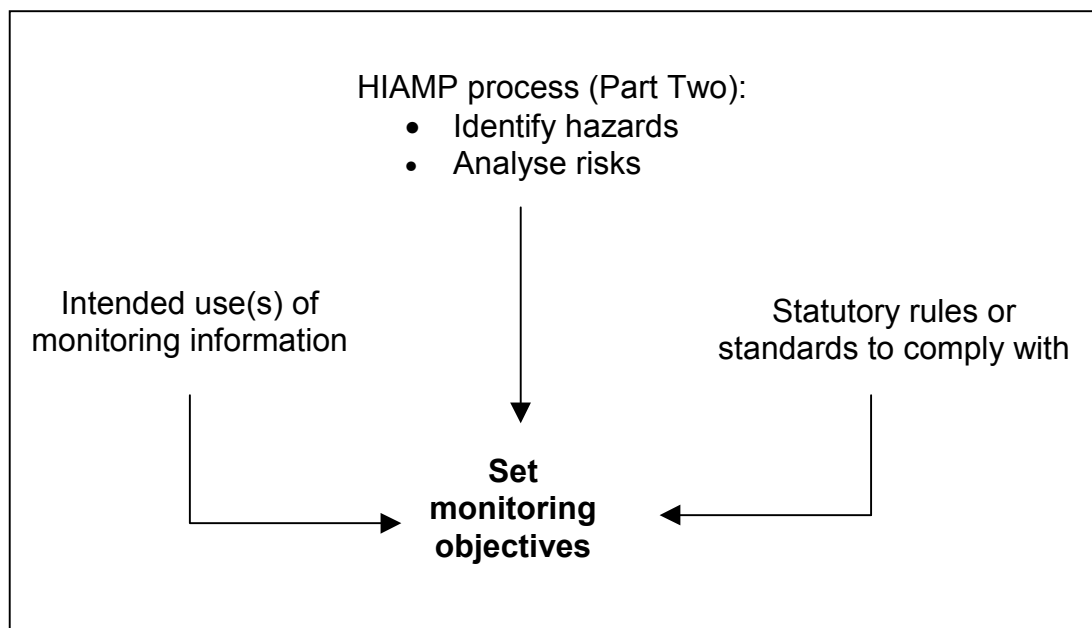 HIAMP process (Part Two):
• Identify hazards
• Analyse risks
Intended use(s) of
monitoring information
Statutory rules or
standards to comply with
Set
monitoring
objectives